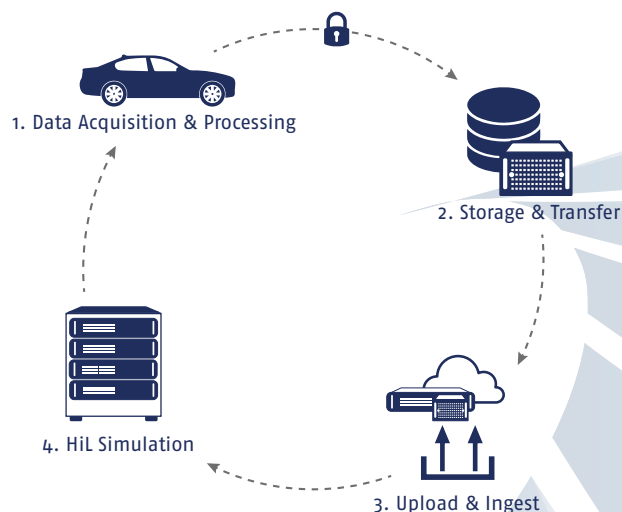 1. Data Acquisition & Processing
2. Storage & Transfer
4. HiL Simulation
3. Upload & Ingest